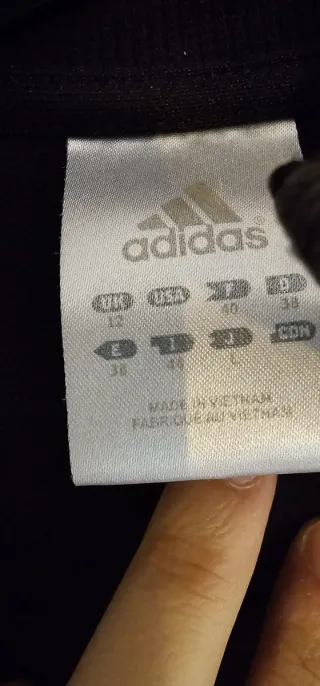 adidas®
UK USA F D
12 40 38
E I J CDN
38 44 L
MADE IN VIETNAM
FABRIQUE AU VIETNAM